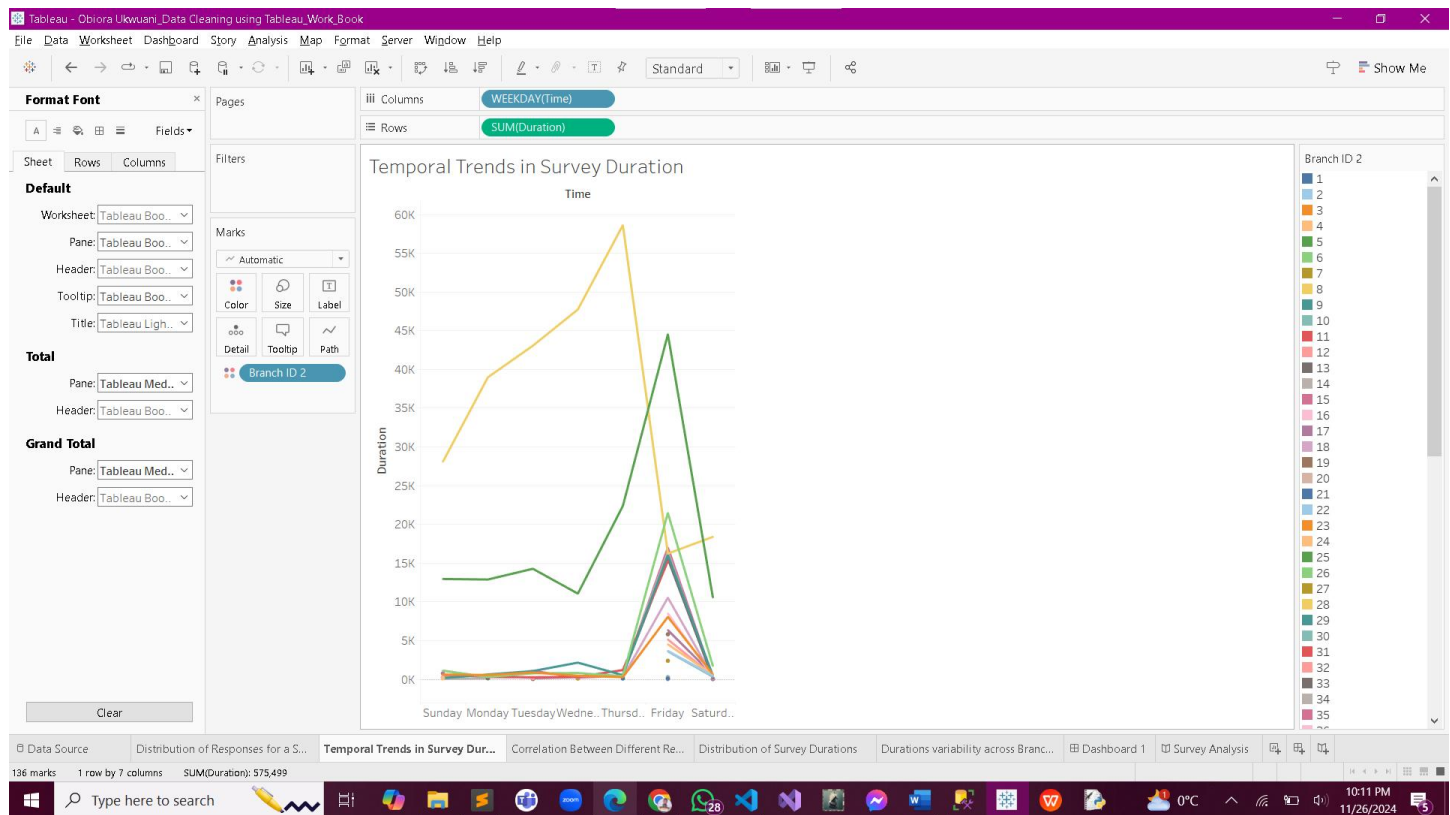 Tableau - Obiora Ukwuani_Data Cleaning using Tableau_Work_Book
File Data Worksheet Dashboard Story Analysis Map Format Server Window Help
Standard
Show Me
Format Font
Fields
Sheet Rows Columns
Default
Worksheet: Tableau Boo..
Pane: Tableau Boo..
Header: Tableau Boo..
Tooltip: Tableau Boo..
Title: Tableau Ligh..
Total
Pane: Tableau Med..
Header: Tableau Boo..
Grand Total
Pane: Tableau Med..
Header: Tableau Boo..
Clear
Pages
Filters
Marks
Automatic
Color Size Label
Detail Tooltip Path
Branch ID 2
Columns WEEKDAY(Time)
Rows SUM(Duration)
Temporal Trends in Survey Duration
Time
60K
55K
50K
45K
40K
35K
30K
25K
20K
15K
10K
5K
0K
Duration
Sunday Monday Tuesday Wedne.. Thursd.. Friday Saturd..
Branch ID 2
1
2
3
4
5
6
7
8
9
10
11
12
13
14
15
16
17
18
19
20
21
22
23
24
25
26
27
28
29
30
31
32
33
34
35
Data Source Distribution of Responses for a S... Temporal Trends in Survey Dur... Correlation Between Different Re... Distribution of Survey Durations Durations variability across Branc... Dashboard 1 Survey Analysis
136 marks 1 row by 7 columns SUM(Duration): 575,499
Type here to search
zoom
28
1
0°C
10:11 PM
11/26/2024
5